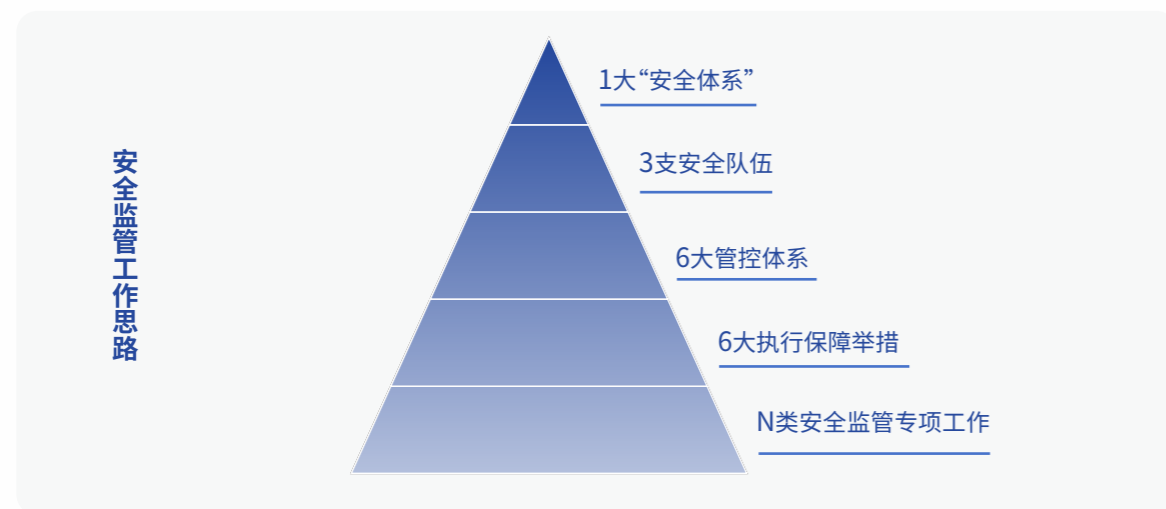 安全监管工作思路
1大“安全体系”
3支安全队伍
6大管控体系
6大执行保障举措
N类安全监管专项工作